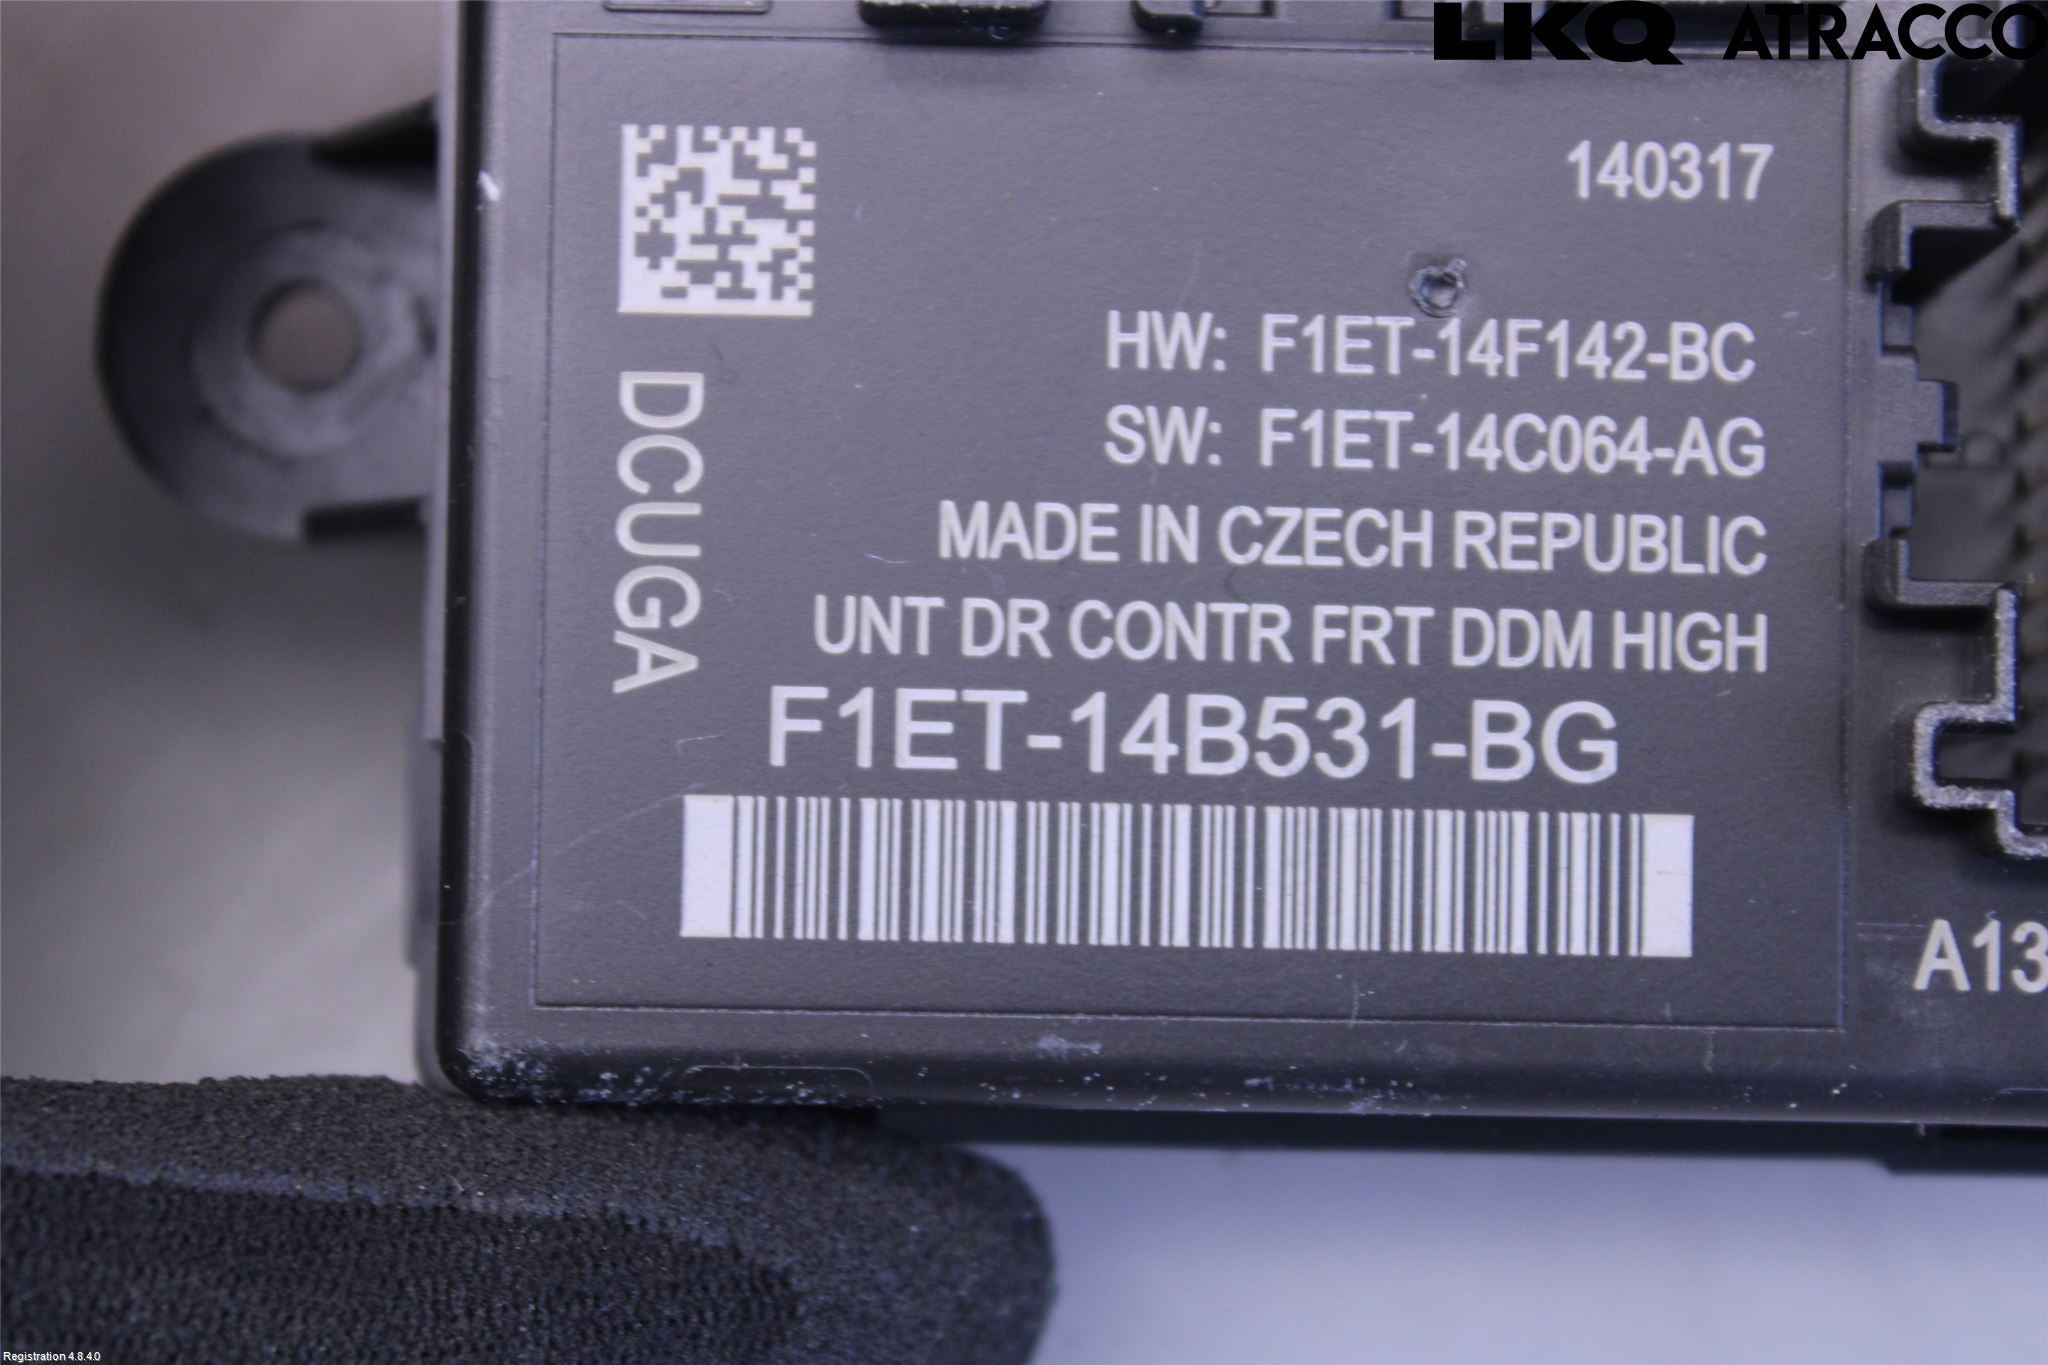 LKQ ATRACCO
140317
HW: F1ET-14F142-BC
SW: F1ET-14C064-AG
MADE IN CZECH REPUBLIC
UNT DR CONTR FRT DDM HIGH
F1ET-14B531-BG
DCUGA
A13
Registration 4.8.4.0